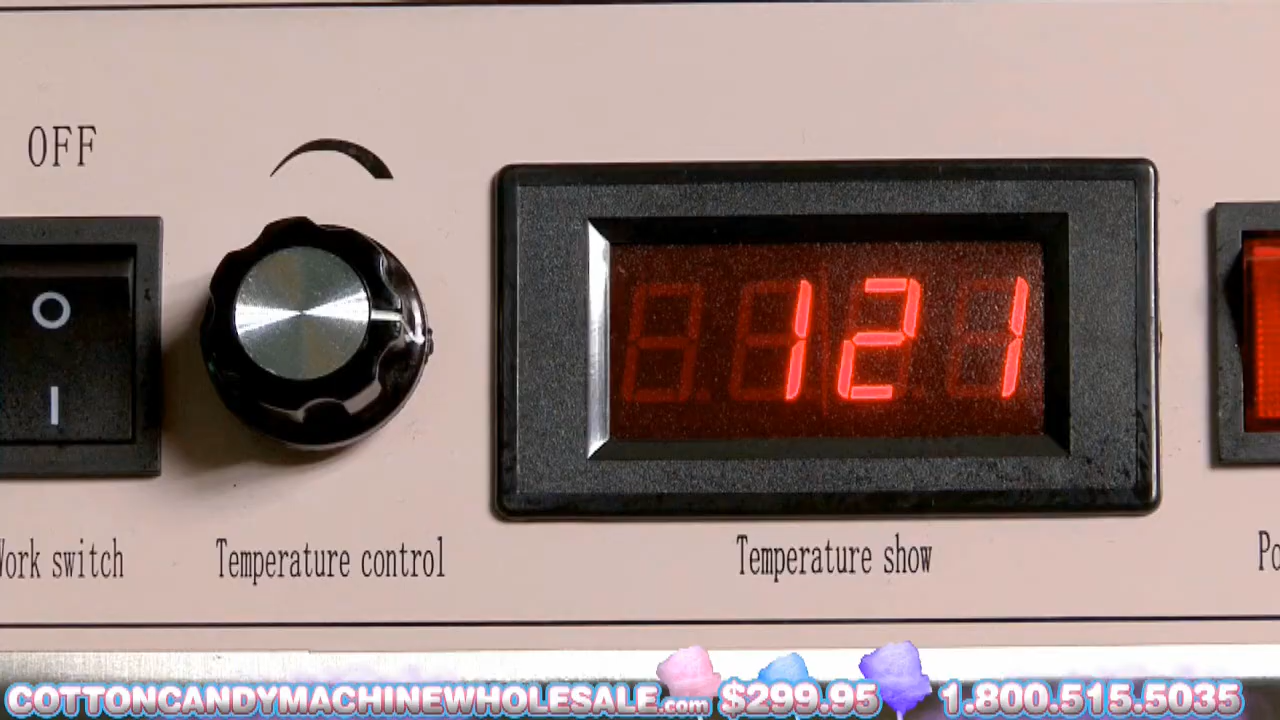 OFF
121
Work switch
Temperature control
Temperature show
Po
COTTONCANDYMACHINEWHOLESALE.com $299.95 1.800.515.5035